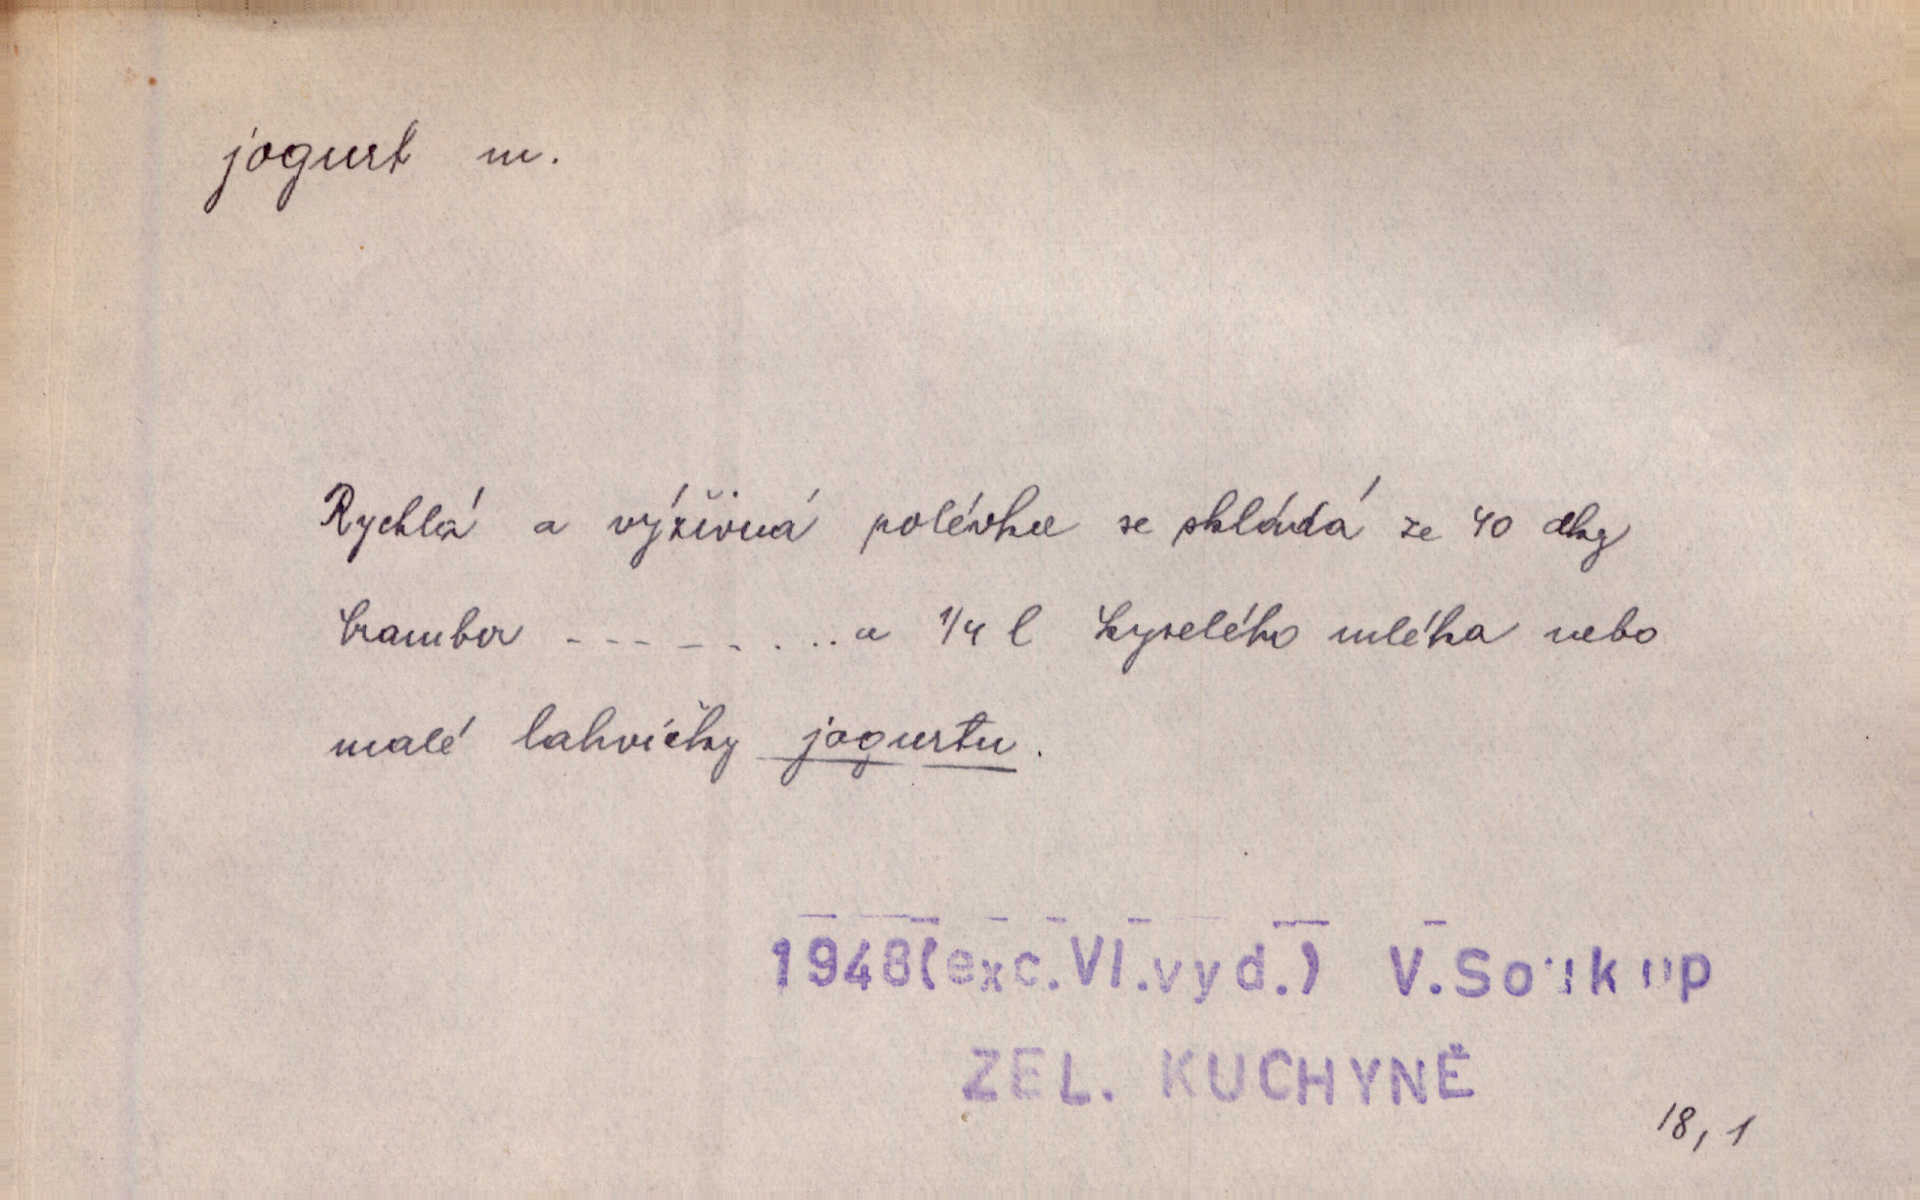 jogurt m.
Rychlá a výživná polévka se skládá ze 40 dkg
brambor - - - - - . . . . a 1/4 l kyselého mléka nebo
malé lahvičky jogurtu.
1948(exc.VI.vyd.) V.Soukup
ZEL. KUCHYNĚ
18, 1